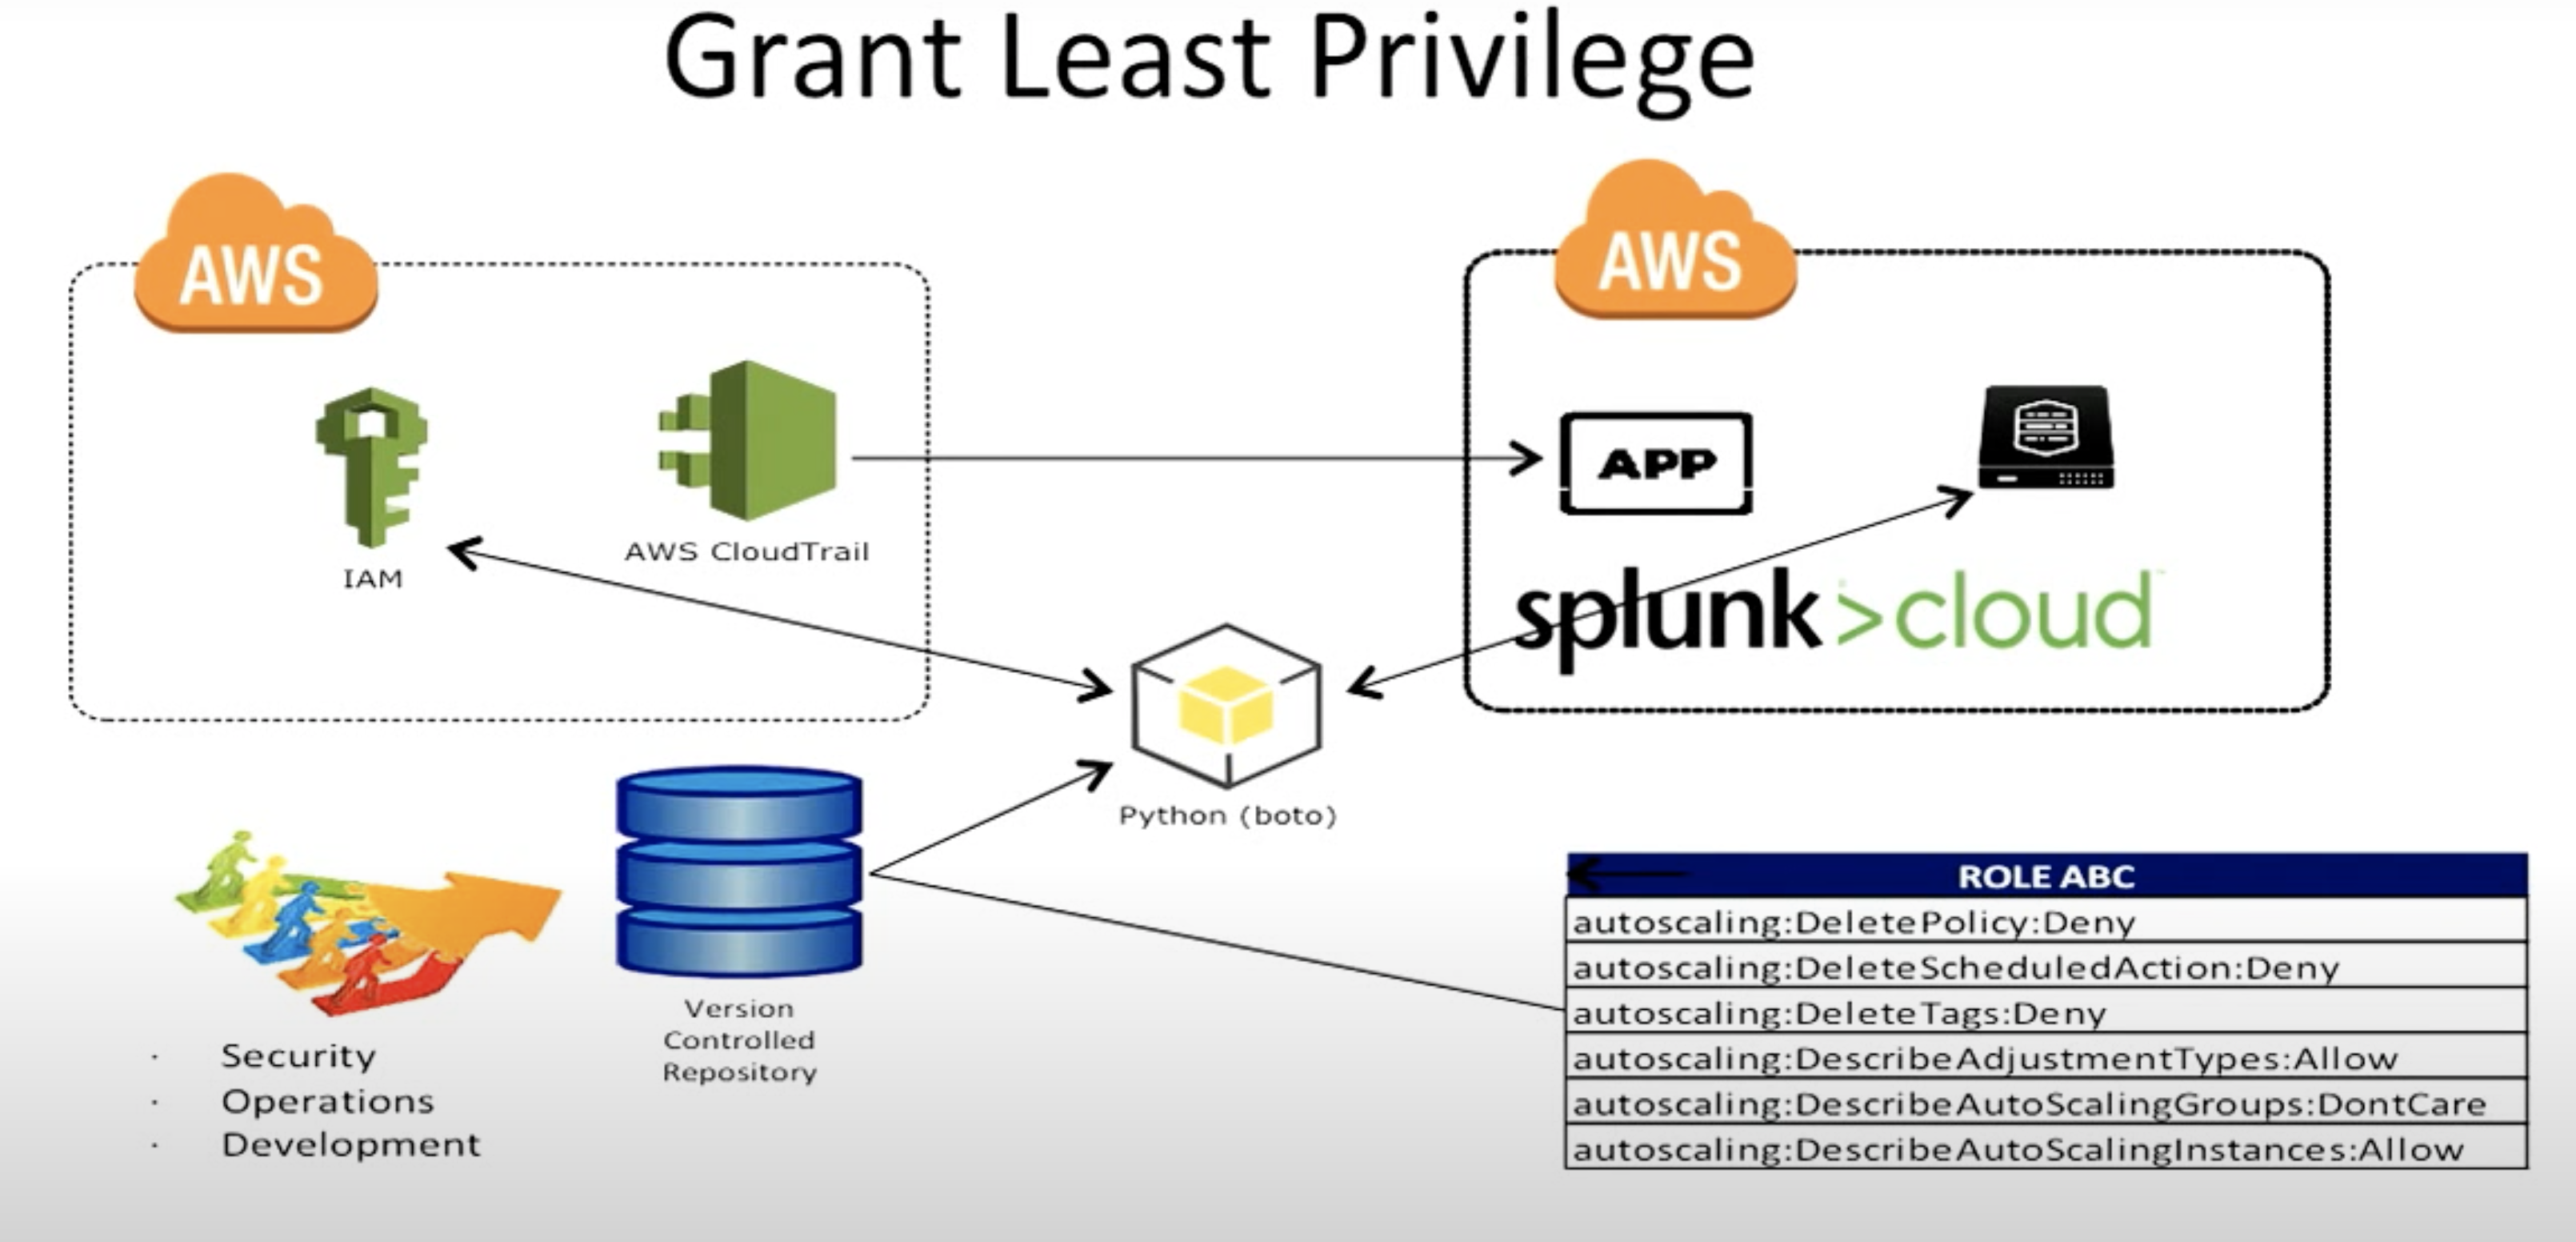 Grant Least Privilege
AWS
AWS
IAM
AWS CloudTrail
APP
splunk>cloud
Python (boto)
Version
Controlled
Repository
· Security
· Operations
· Development
ROLE ABC
autoscaling:DeletePolicy:Deny
autoscaling:DeleteScheduledAction:Deny
autoscaling:DeleteTags:Deny
autoscaling:DescribeAdjustmentTypes:Allow
autoscaling:DescribeAutoScalingGroups:DontCare
autoscaling:DescribeAutoScalingInstances:Allow